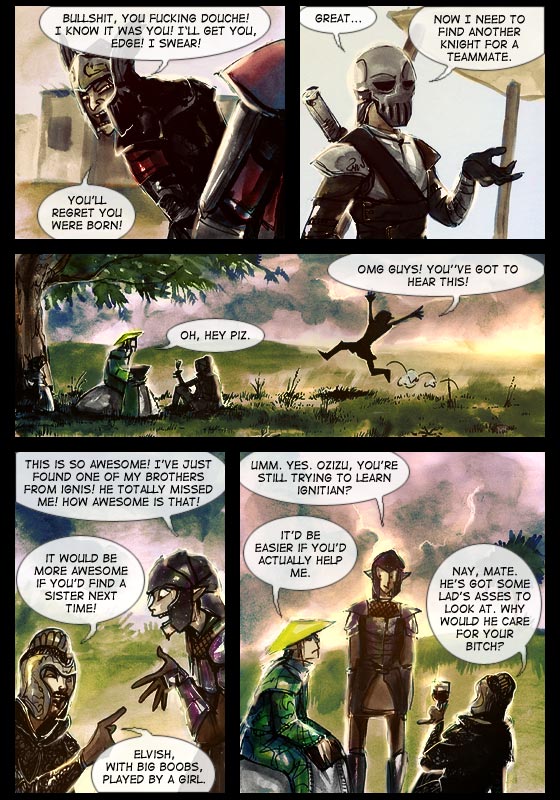 BULLSHIT, YOU FUCKING DOUCHE!
I KNOW IT WAS YOU! I'LL GET YOU,
EDGE! I SWEAR!
YOU'LL
REGRET YOU
WERE BORN!
GREAT...
NOW I NEED TO
FIND ANOTHER
KNIGHT FOR A
TEAMMATE.
OMG GUYS! YOU''VE GOT TO
HEAR THIS!
OH, HEY PIZ.
THIS IS SO AWESOME! I'VE JUST
FOUND ONE OF MY BROTHERS
FROM IGNIS! HE TOTALLY MISSED
ME! HOW AWESOME IS THAT!
IT WOULD BE
MORE AWESOME
IF YOU'D FIND A
SISTER NEXT
TIME!
ELVISH,
WITH BIG BOOBS,
PLAYED BY A GIRL.
UMM. YES. OZIZU, YOU'RE
STILL TRYING TO LEARN
IGNITIAN?
IT'D BE
EASIER IF YOU'D
ACTUALLY HELP
ME.
NAY, MATE.
HE'S GOT SOME
LAD'S ASSES TO
LOOK AT. WHY
WOULD HE CARE
FOR YOUR
BITCH?